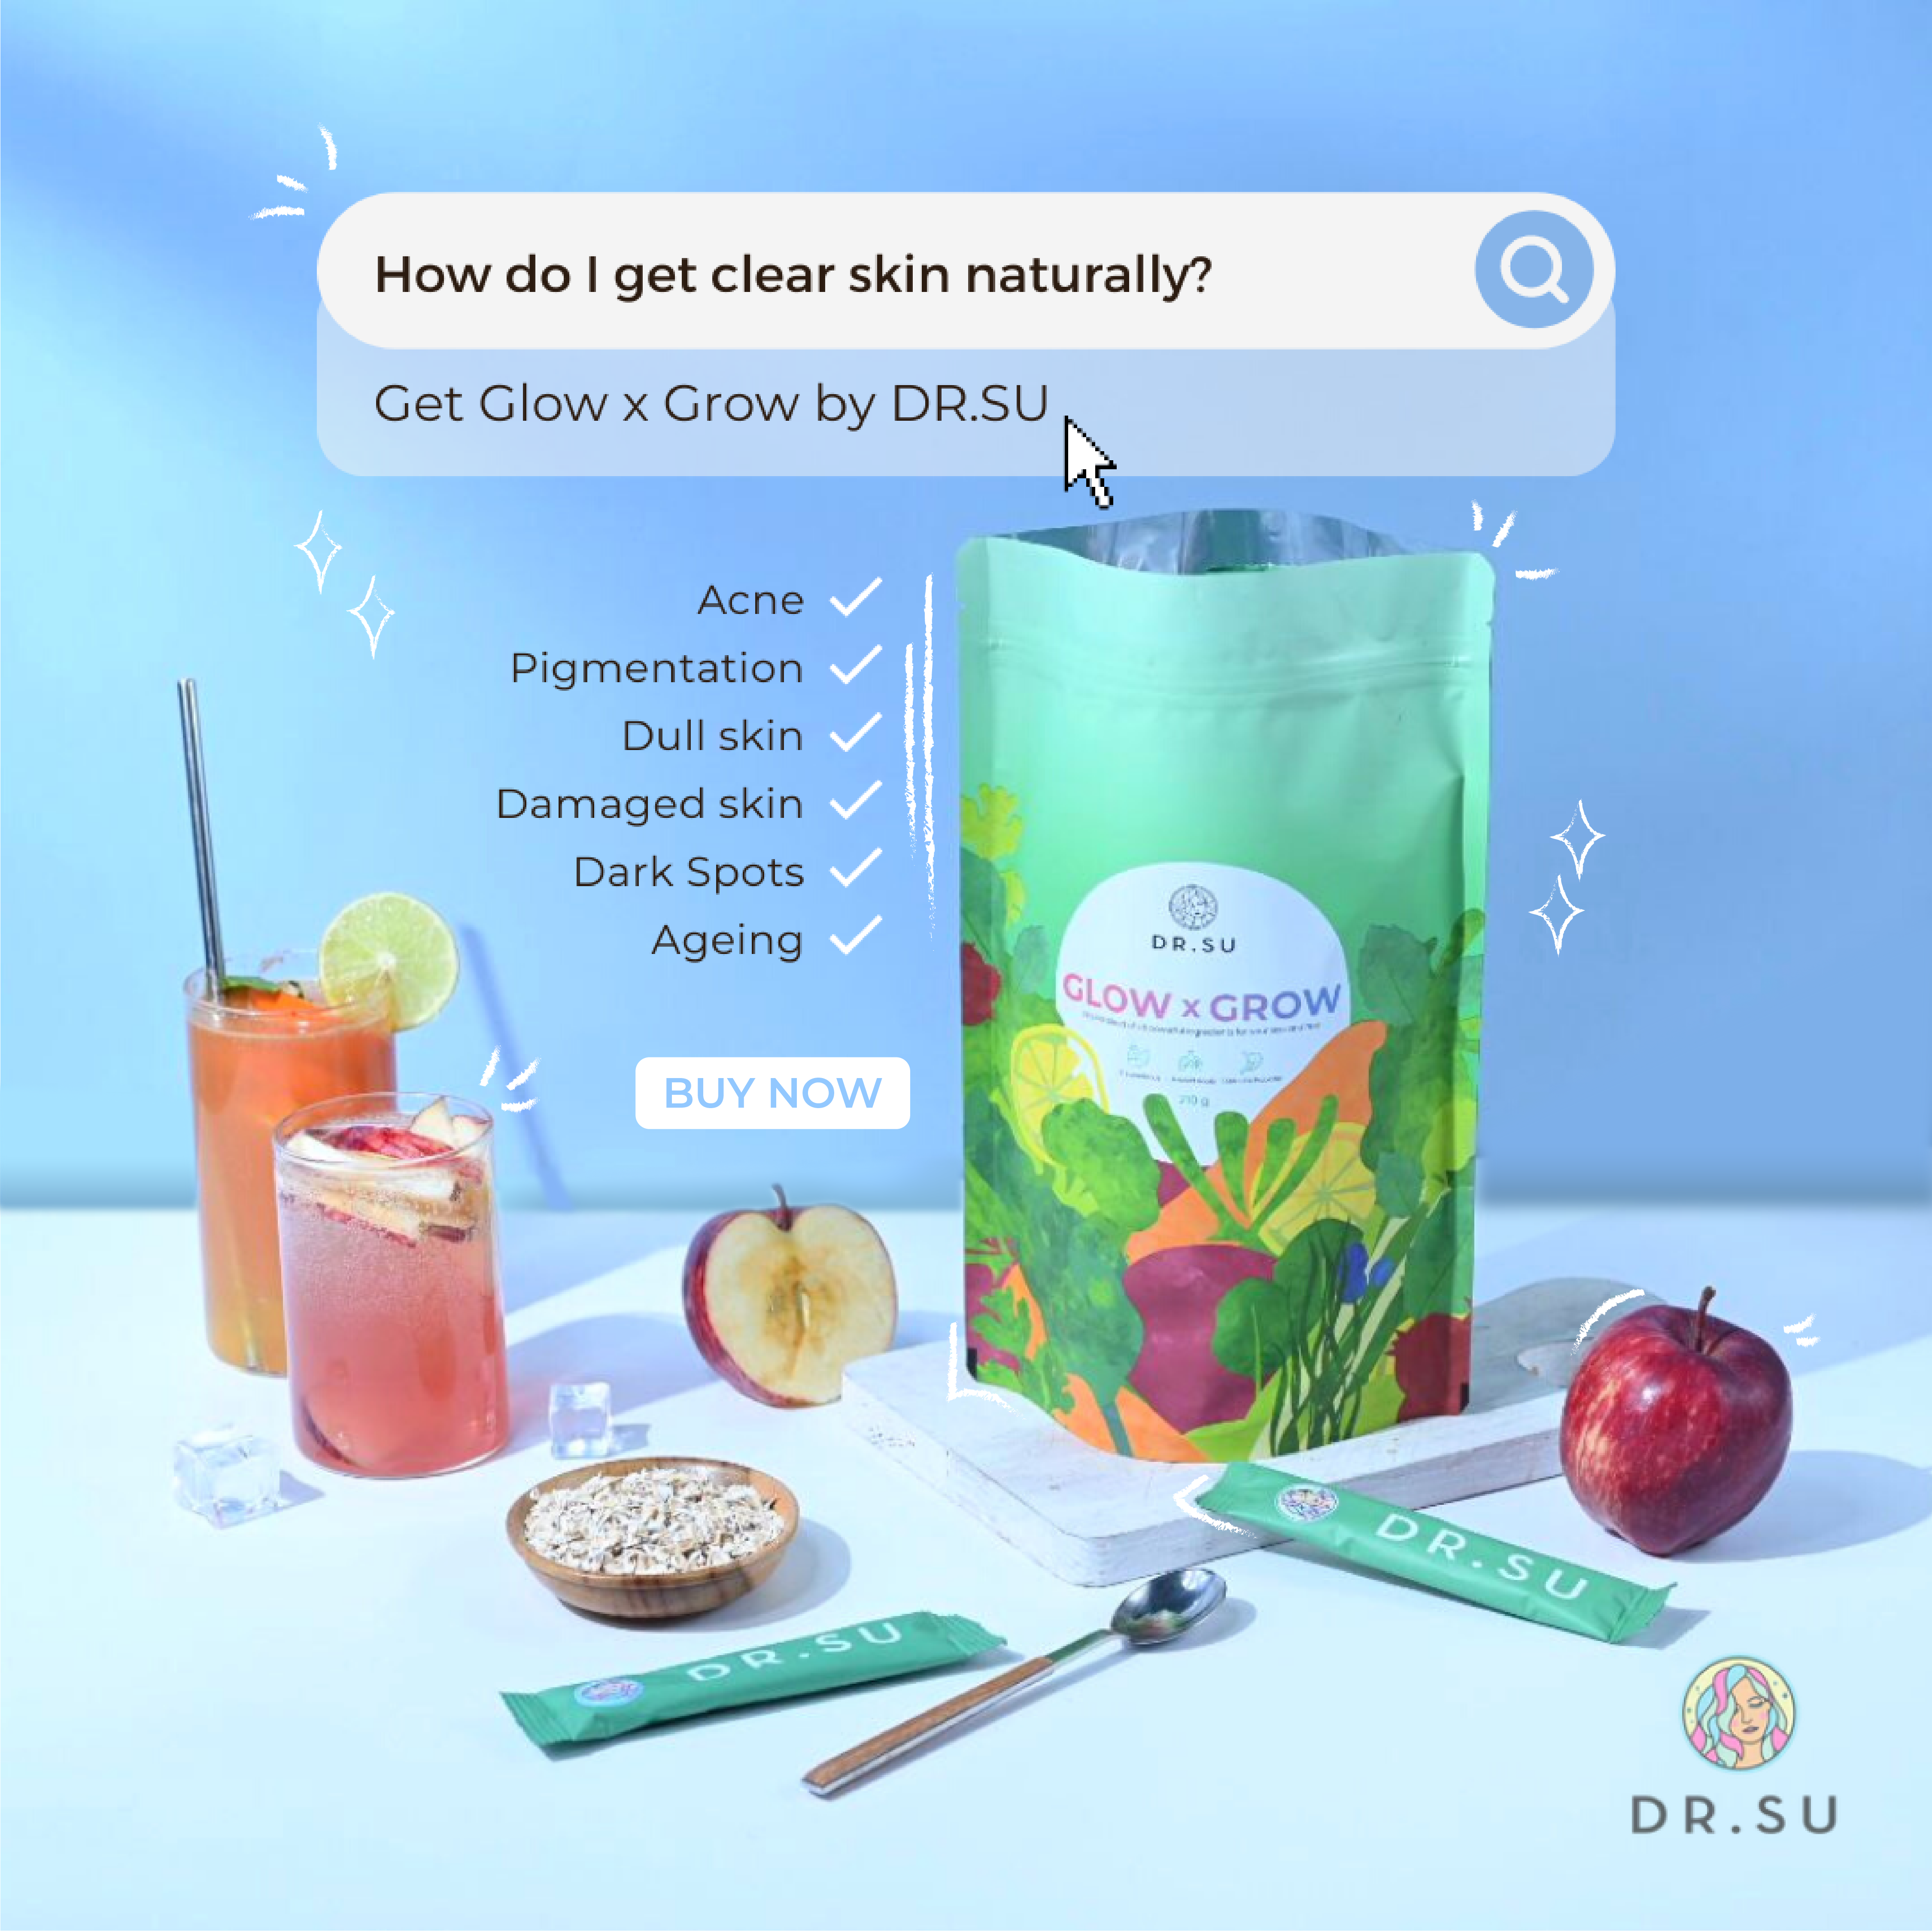 How do I get clear skin naturally?
Get Glow x Grow by DR.SU
Acne
Pigmentation
Dull skin
Damaged skin
Dark Spots
Ageing
BUY NOW
DR.SU
GLOW x GROW
210 g
DR.SU
DR.SU
DR.SU